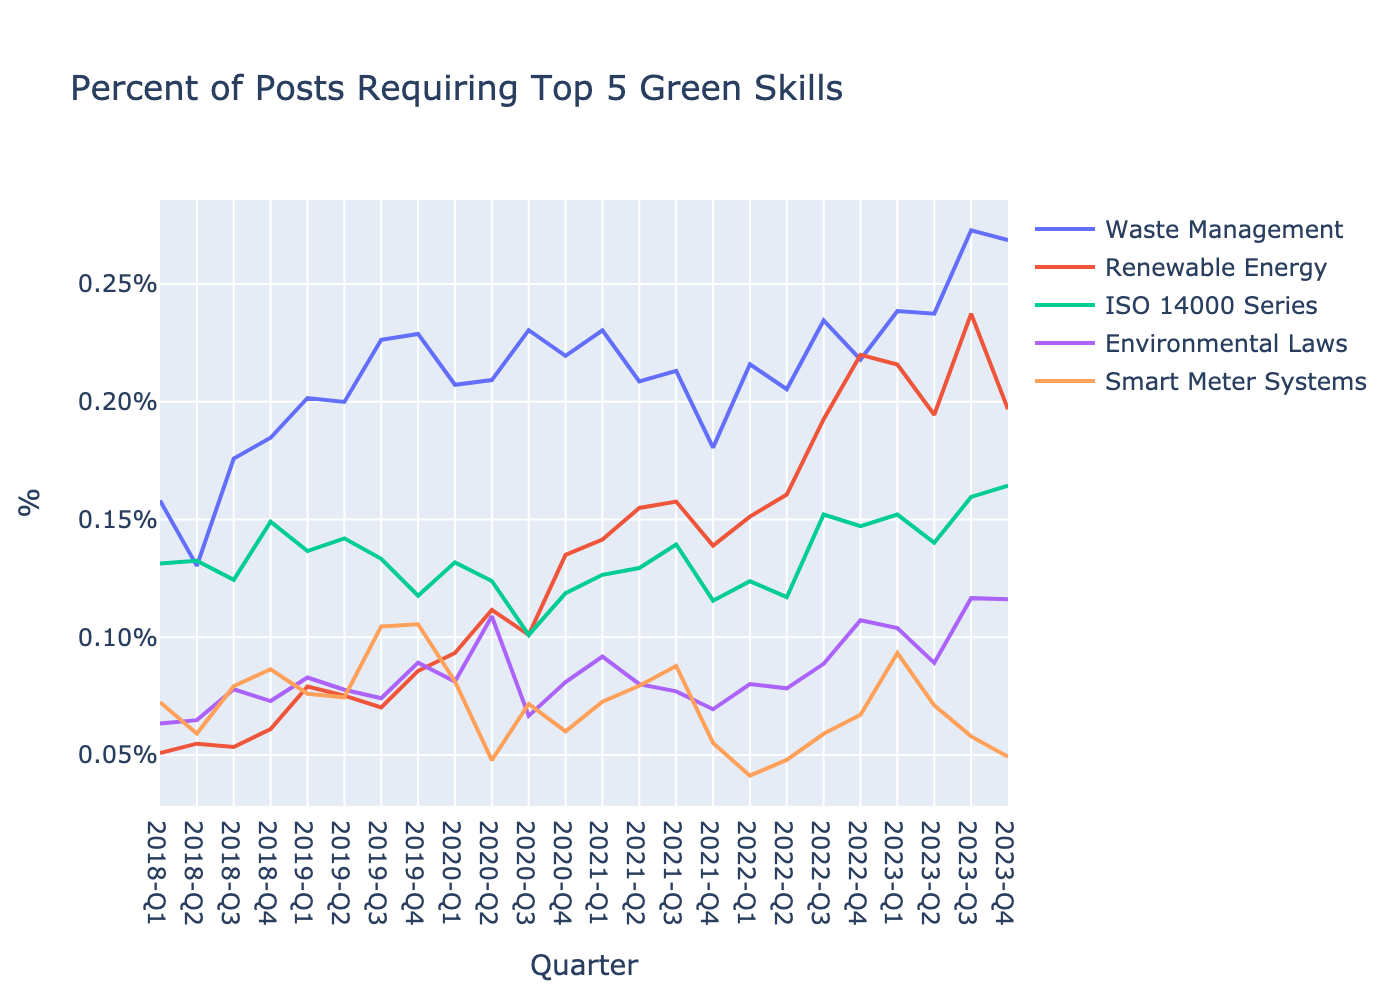 Percent of Posts Requiring Top 5 Green Skills
Waste Management
Renewable Energy
ISO 14000 Series
Environmental Laws
Smart Meter Systems
%
0.25%
0.20%
0.15%
0.10%
0.05%
2018-Q1
2018-Q2
2018-Q3
2018-Q4
2019-Q1
2019-Q2
2019-Q3
2019-Q4
2020-Q1
2020-Q2
2020-Q3
2020-Q4
2021-Q1
2021-Q2
2021-Q3
2021-Q4
2022-Q1
2022-Q2
2022-Q3
2022-Q4
2023-Q1
2023-Q2
2023-Q3
2023-Q4
Quarter